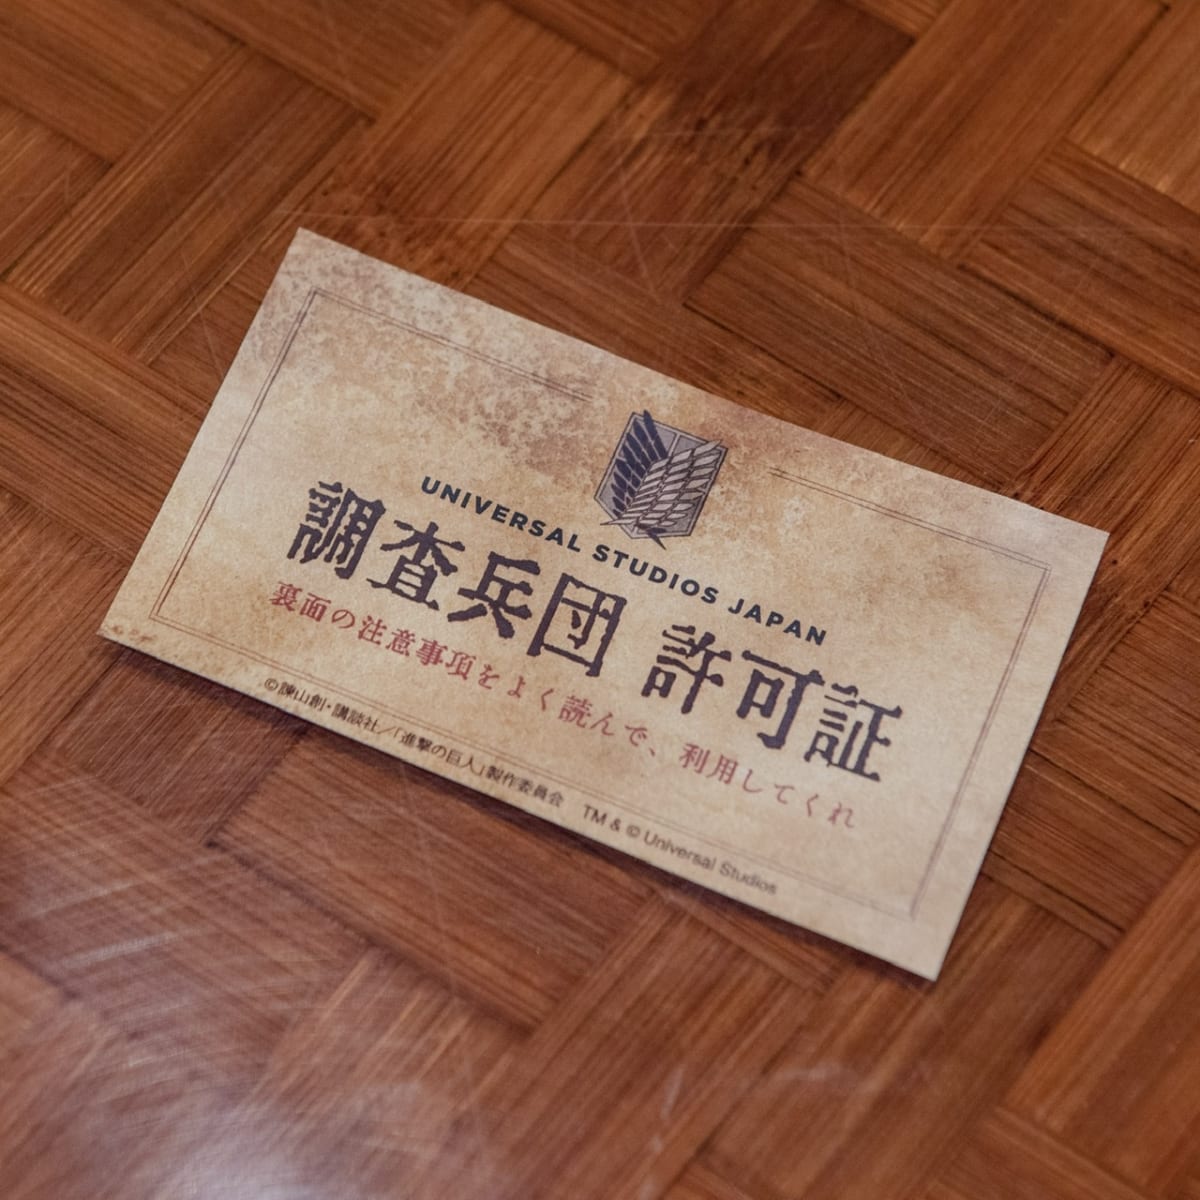 UNIVERSAL STUDIOS JAPAN
調査兵団 許可証
裏面の注意事項をよく読んで、利用してくれ
©諫山創・講談社／「進撃の巨人」製作委員会 TM & © Universal Studios